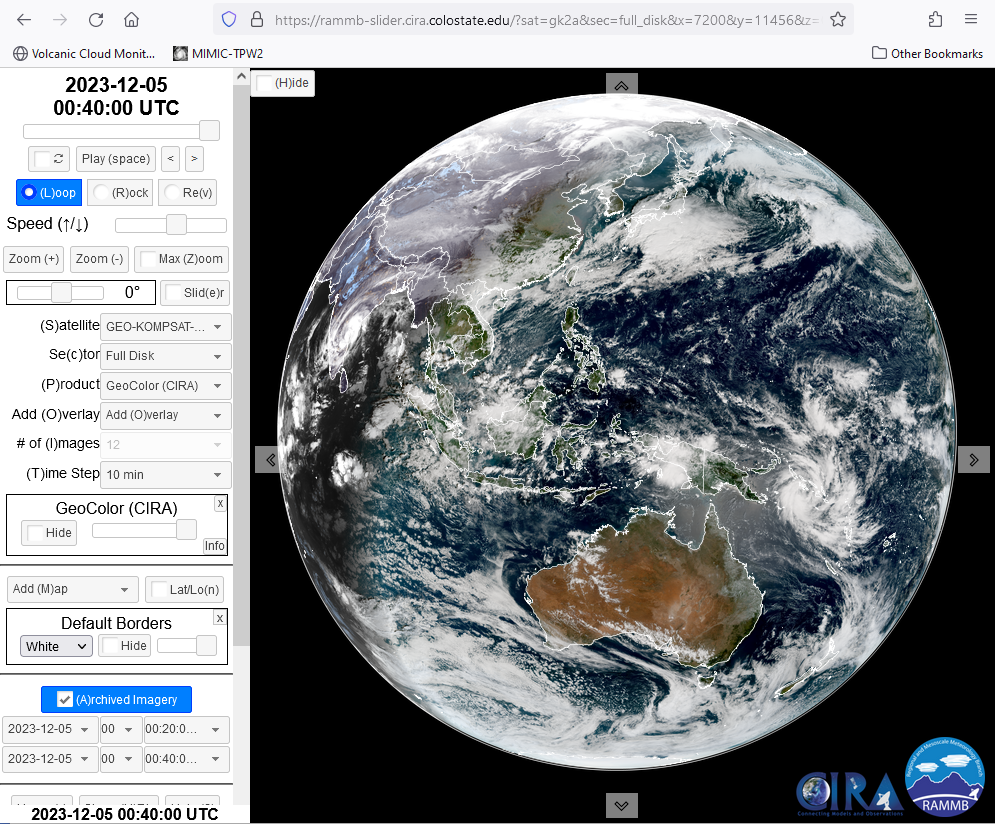 https://rammb-slider.cira.colostate.edu/?sat=gk2a&sec=full_disk&x=7200&y=11456&z=
Volcanic Cloud Monit... MIMIC-TPW2 Other Bookmarks
2023-12-05
00:40:00 UTC
(H)ide
Play (space) < >
(L)oop (R)ock Re(v)
Speed (↑/↓)
Zoom (+) Zoom (-) Max (Z)oom
0° Slid(e)r
(S)atellite GEO-KOMPSAT-...
Se(c)tor Full Disk
(P)roduct GeoColor (CIRA)
Add (O)verlay Add (O)verlay
# of (I)mages 12
(T)ime Step 10 min
GeoColor (CIRA) x
Hide
Info
Add (M)ap Lat/Lo(n)
Default Borders x
White Hide
(A)rchived Imagery
2023-12-05 00 00:20:0...
2023-12-05 00 00:40:0...
2023-12-05 00:40:00 UTC
CIRA
Connecting Models and Observations
Regional and Mesoscale Meteorology Branch
RAMMB